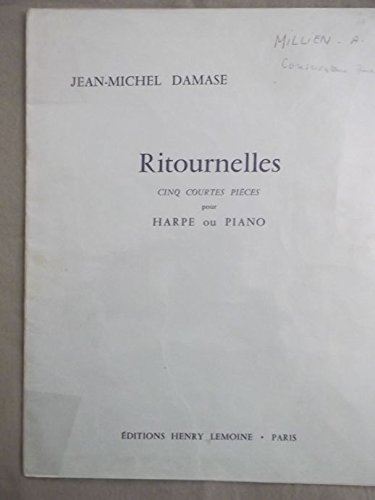 MILLIEN - A.
JEAN-MICHEL DAMASE
Ritournelles
CINQ COURTES PIÈCES
pour
HARPE ou PIANO
ÉDITIONS HENRY LEMOINE • PARIS